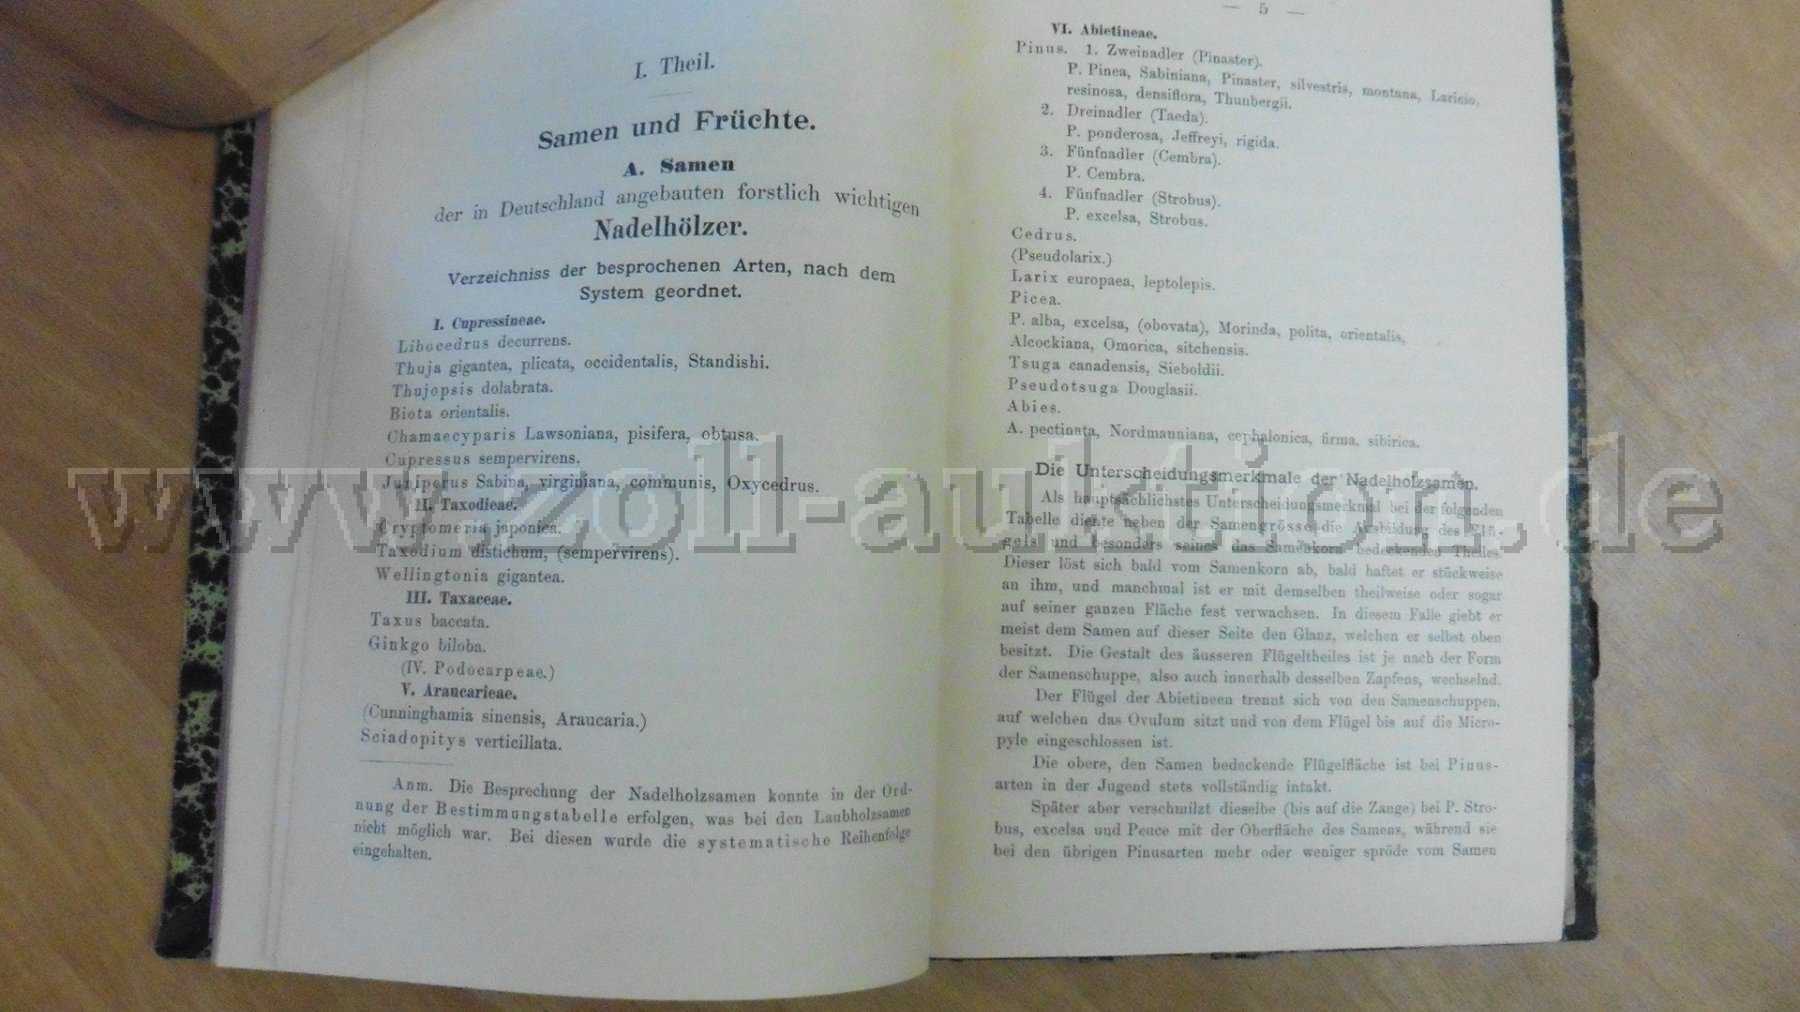 I. Theil.
Samen und Früchte.
A. Samen
der in Deutschland angebauten forstlich wichtigen
Nadelhölzer.
Verzeichniss der besprochenen Arten, nach dem
System geordnet.
I. Cupressineae.
Libocedrus decurrens.
Thuja gigantea, plicata, occidentalis, Standishi.
Thujopsis dolabrata.
Biota orientalis.
Chamaecyparis Lawsoniana, pisifera, obtusa.
Cupressus sempervirens.
Juniperus Sabina, virginiana, communis, Oxycedrus.
II. Taxodieae.
Cryptomeria japonica.
Taxodium distichum, (sempervirens).
Wellingtonia gigantea.
III. Taxaceae.
Taxus baccata.
Ginkgo biloba.
(IV. Podocarpeae.)
V. Araucarieae.
(Cunninghamia sinensis, Araucaria.)
Sciadopitys verticillata.
Anm. Die Besprechung der Nadelholzsamen konnte in der Ord-
nung der Bestimmungstabelle erfolgen, was bei den Laubholzsamen
nicht möglich war. Bei diesen wurde die systematische Reihenfolge
eingehalten.
— 5 —
VI. Abietineae.
Pinus. 1. Zweinadler (Pinaster).
P. Pinea, Sabiniana, Pinaster, silvestris, montana, Laricio,
resinosa, densiflora, Thunbergii.
2. Dreinadler (Taeda).
P. ponderosa, Jeffreyi, rigida.
3. Fünfnadler (Cembra).
P. Cembra.
4. Fünfnadler (Strobus).
P. excelsa, Strobus.
Cedrus.
(Pseudolarix.)
Larix europaea, leptolepis.
Picea.
P. alba, excelsa, (obovata), Morinda, polita, orientalis,
Alcockiana, Omorica, sitchensis.
Tsuga canadensis, Sieboldii.
Pseudotsuga Douglasii.
Abies.
A. pectinata, Nordmanniana, cephalonica, firma, sibirica.
Die Unterscheidungsmerkmale der Nadelholzsamen.
Als hauptsächlichstes Unterscheidungsmerkmal bei der folgenden
Tabelle diente neben der Samengrösse die Ausbildung des Flü-
gels und besonders seines das Samenkorn bedeckenden Theiles.
Dieser löst sich bald vom Samenkorn ab, bald haftet er stückweise
an ihm, und manchmal ist er mit demselben theilweise oder sogar
auf seiner ganzen Fläche fest verwachsen. In diesem Falle giebt er
meist dem Samen auf dieser Seite den Glanz, welchen er selbst oben
besitzt. Die Gestalt des äusseren Flügeltheiles ist je nach der Form
der Samenschuppe, also auch innerhalb desselben Zapfens, wechselnd.
Der Flügel der Abietineen trennt sich von den Samenschuppen,
auf welchen das Ovulum sitzt und von dem Flügel bis auf die Micro-
pyle eingeschlossen ist.
Die obere, den Samen bedeckende Flügelfläche ist bei Pinus-
arten in der Jugend stets vollständig intakt.
Später aber verschmilzt dieselbe (bis auf die Zange) bei P. Stro-
bus, excelsa und Peuce mit der Oberfläche des Samens, während sie
bei den übrigen Pinusarten mehr oder weniger spröde vom Samen
www.zoll-auktion.de